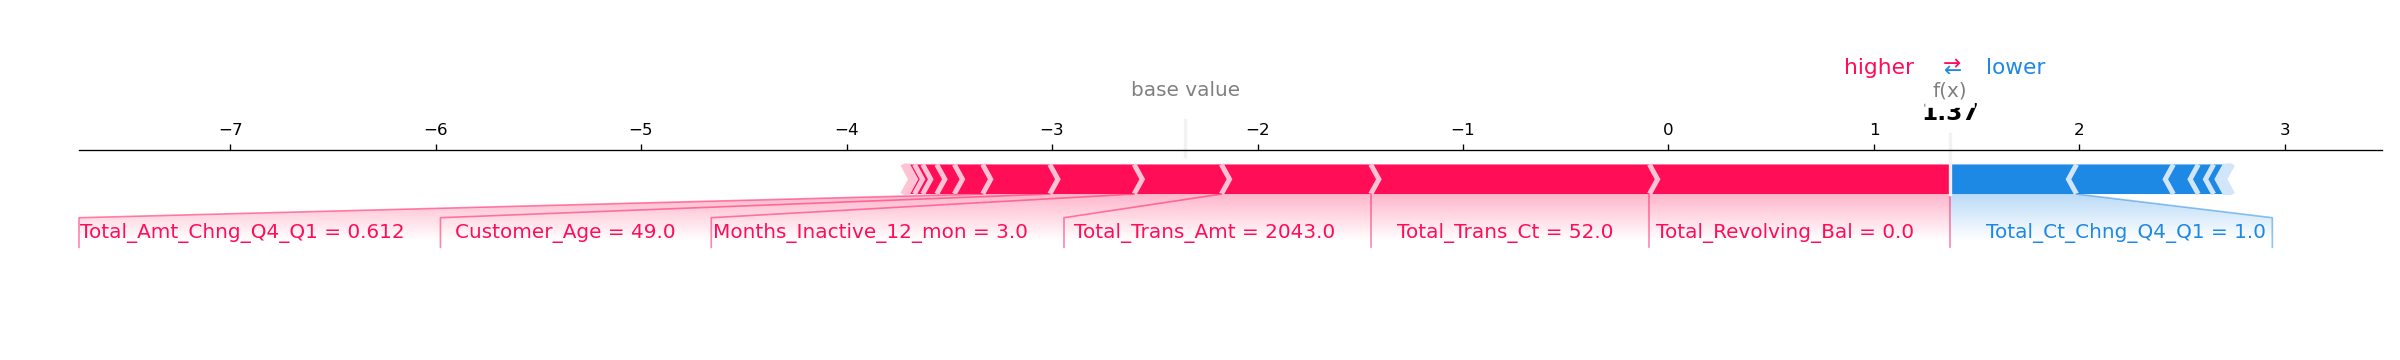 higher ⇄ lower
base value
f(x)
1.37
−7 −6 −5 −4 −3 −2 −1 0 1 2 3
Total_Amt_Chng_Q4_Q1 = 0.612 Customer_Age = 49.0 Months_Inactive_12_mon = 3.0 Total_Trans_Amt = 2043.0 Total_Trans_Ct = 52.0 Total_Revolving_Bal = 0.0 Total_Ct_Chng_Q4_Q1 = 1.0